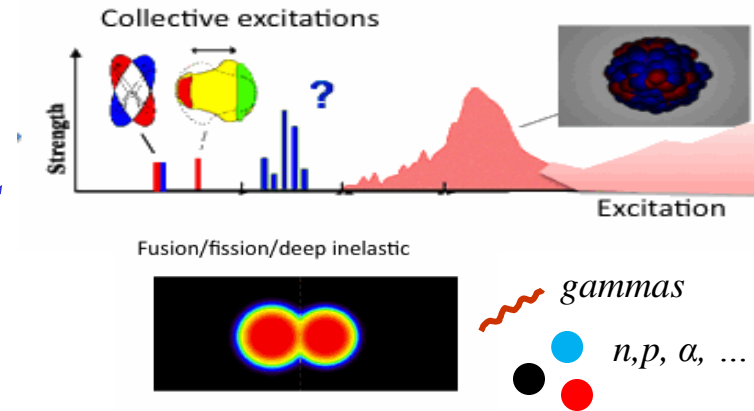 Collective excitations
?
Strength
Excitation
Fusion/fission/deep inelastic
gammas
n,p, α, ...